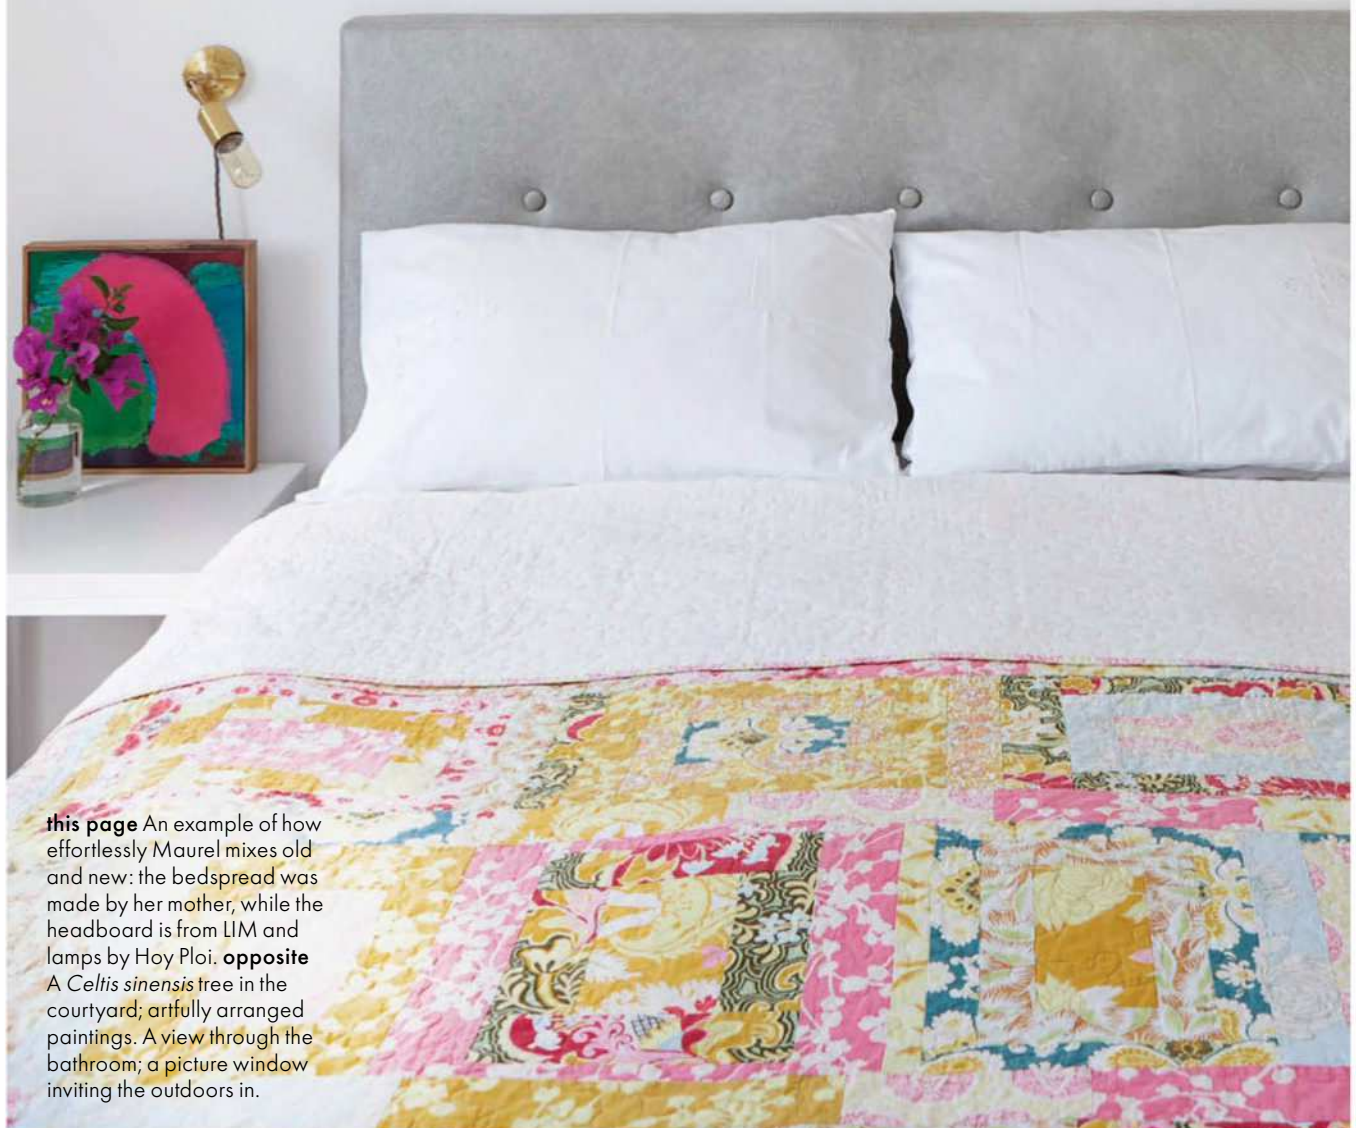 this page An example of how
effortlessly Maurel mixes old
and new: the bedspread was
made by her mother, while the
headboard is from LIM and
lamps by Hoy Ploi. opposite
A Celtis sinensis tree in the
courtyard; artfully arranged
paintings. A view through the
bathroom; a picture window
inviting the outdoors in.